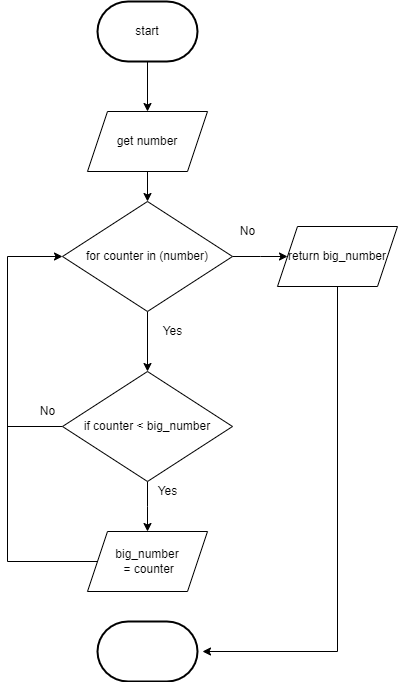 start
get number
for counter in (number)
No
return big_number
Yes
if counter < big_number
No
Yes
big_number
= counter